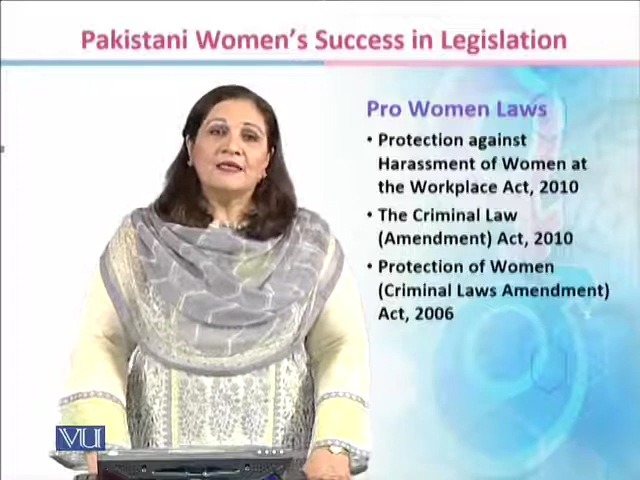 Pakistani Women's Success in Legislation
Pro Women Laws
• Protection against
Harassment of Women at
the Workplace Act, 2010
• The Criminal Law
(Amendment) Act, 2010
• Protection of Women
(Criminal Laws Amendment)
Act, 2006
VU